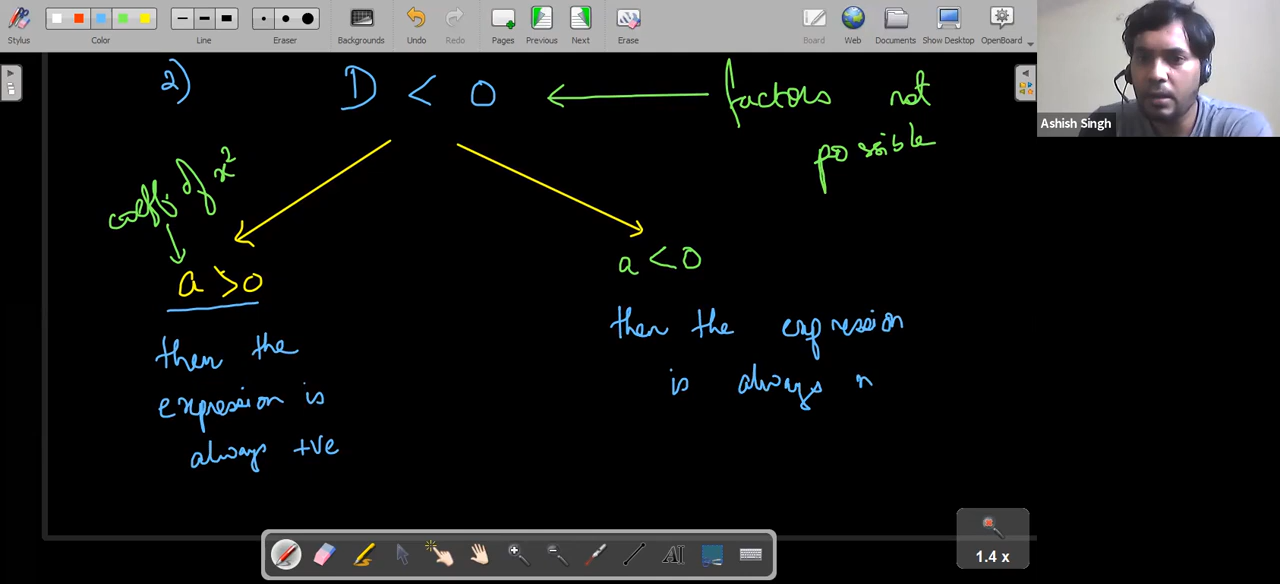 Stylus
Color
Line
Eraser
Backgrounds
Undo
Redo
Pages
Previous
Next
Erase
Board
Web
Documents
Show Desktop
OpenBoard
Ashish Singh
2) D < 0
factors not
possible
coeff. of x²
a > 0
then the
expression is
always +ve
a < 0
then the expression
is always n
AI
1.4 x